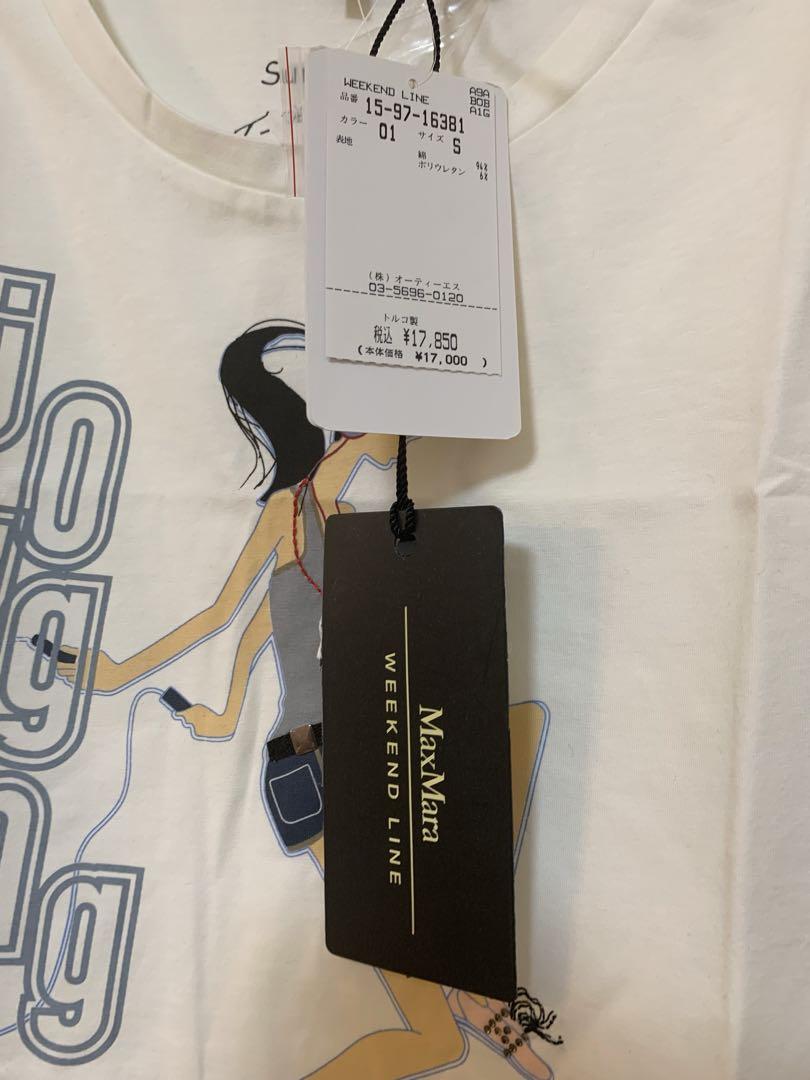 WEEKEND LINE
A9A
B0B
A1G
品番 15-97-16381
カラー 01 サイズ S
表地
綿 94%
ポリウレタン 6%
(株)オーティーエス
03-5696-0120
トルコ製
税込 ¥17,850
(本体価格 ¥17,000 )
MaxMara
WEEKEND LINE